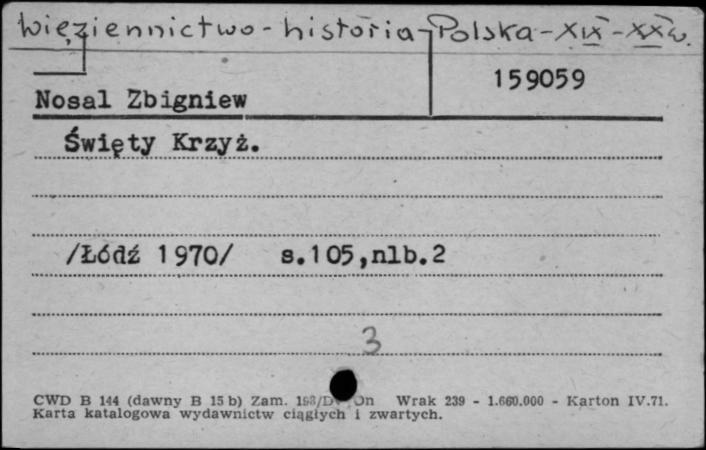 Więziennictwo - historia - Polska - XIX - XX w.
159059
Nosal Zbigniew
Święty Krzyż.
/Łódź 1970/ s.105,nlb.2
3
CWD B 144 (dawny B 15 b) Zam. Wrak 239 - 1.660.000 - Karton IV.71.
Karta katalogowa wydawnictw ciągłych i zwartych.